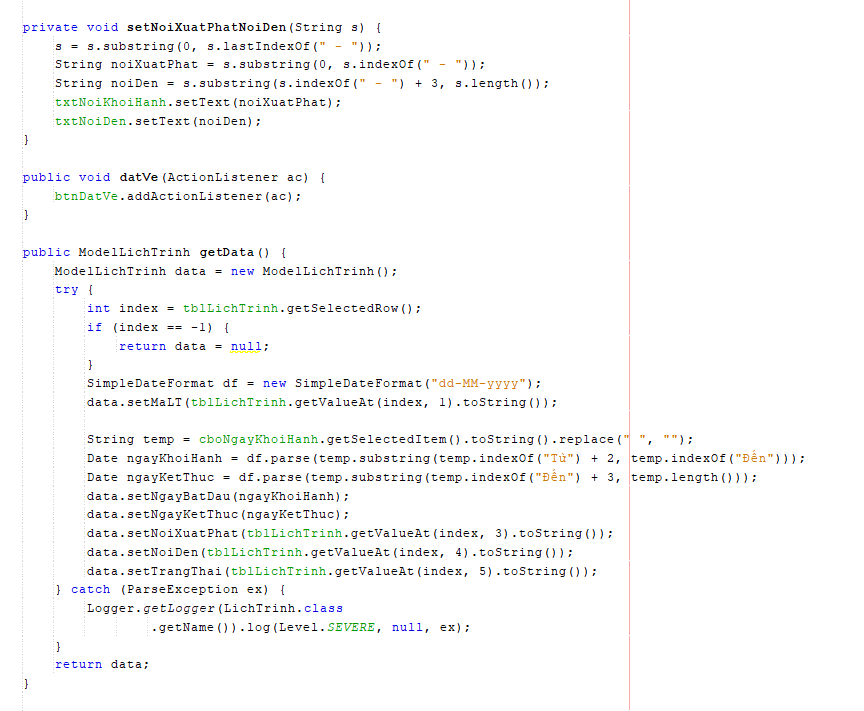 private void setNoiXuatPhatNoiDen(String s) {
    s = s.substring(0, s.lastIndexOf(" - "));
    String noiXuatPhat = s.substring(0, s.indexOf(" - "));
    String noiDen = s.substring(s.indexOf(" - ") + 3, s.length());
    txtNoiKhoiHanh.setText(noiXuatPhat);
    txtNoiDen.setText(noiDen);
}
public void datVe(ActionListener ac) {
    btnDatVe.addActionListener(ac);
}
public ModelLichTrinh getData() {
    ModelLichTrinh data = new ModelLichTrinh();
    try {
        int index = tblLichTrinh.getSelectedRow();
        if (index == -1) {
            return data = null;
        }
        SimpleDateFormat df = new SimpleDateFormat("dd-MM-yyyy");
        data.setMaLT(tblLichTrinh.getValueAt(index, 1).toString());
        String temp = cboNgayKhoiHanh.getSelectedItem().toString().replace(" ", "");
        Date ngayKhoiHanh = df.parse(temp.substring(temp.indexOf("Từ") + 2, temp.indexOf("Đến")));
        Date ngayKetThuc = df.parse(temp.substring(temp.indexOf("Đến") + 3, temp.length()));
        data.setNgayBatDau(ngayKhoiHanh);
        data.setNgayKetThuc(ngayKetThuc);
        data.setNoiXuatPhat(tblLichTrinh.getValueAt(index, 3).toString());
        data.setNoiDen(tblLichTrinh.getValueAt(index, 4).toString());
        data.setTrangThai(tblLichTrinh.getValueAt(index, 5).toString());
    } catch (ParseException ex) {
        Logger.getLogger(LichTrinh.class
                .getName()).log(Level.SEVERE, null, ex);
    }
    return data;
}